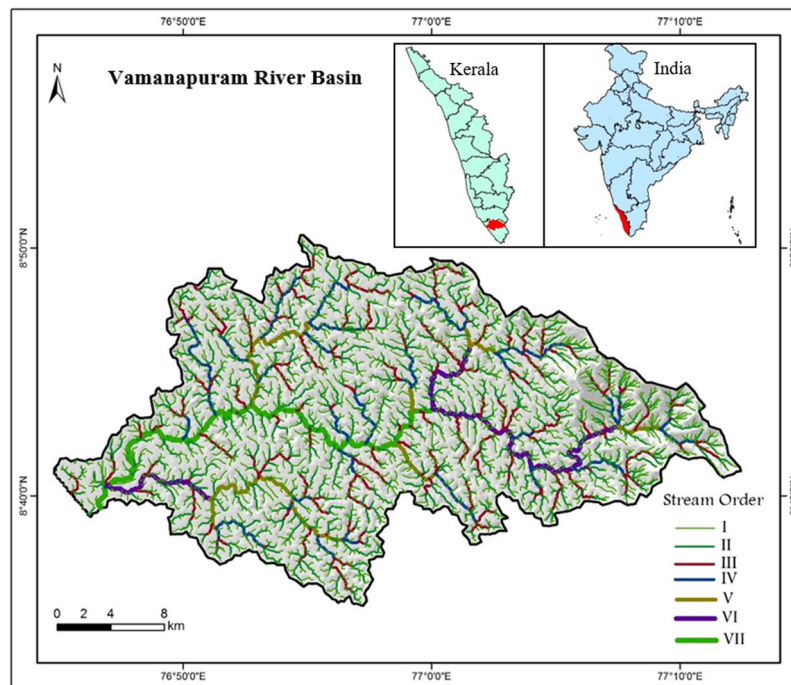 76°50'0"E 77°0'0"E 77°10'0"E
N
Vamanapuram River Basin
Kerala
India
8°50'0"N
8°40'0"N
Stream Order
I
II
III
IV
V
VI
VII
0 2 4 8
km
76°50'0"E 77°0'0"E 77°10'0"E